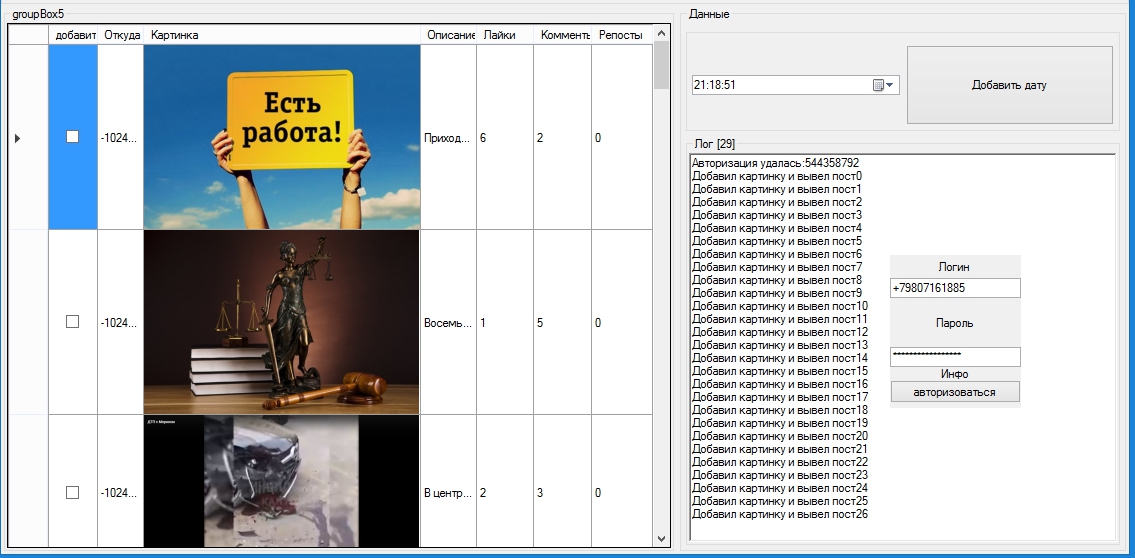 groupBox5
добавит Откуда Картинка Описание Лайки Комменть Репосты
Есть
работа!
-1024... Приход... 6 2 0
-1024... Восемь... 1 5 0
ДТП в Мариинске
-1024... В центр... 2 3 0
Данные
21:18:51
Добавить дату
Лог [29]
Авторизация удалась:544358792
Добавил картинку и вывел пост0
Добавил картинку и вывел пост1
Добавил картинку и вывел пост2
Добавил картинку и вывел пост3
Добавил картинку и вывел пост4
Добавил картинку и вывел пост5
Добавил картинку и вывел пост6
Добавил картинку и вывел пост7
Добавил картинку и вывел пост8
Добавил картинку и вывел пост9
Добавил картинку и вывел пост10
Добавил картинку и вывел пост11
Добавил картинку и вывел пост12
Добавил картинку и вывел пост13
Добавил картинку и вывел пост14
Добавил картинку и вывел пост15
Добавил картинку и вывел пост16
Добавил картинку и вывел пост17
Добавил картинку и вывел пост18
Добавил картинку и вывел пост19
Добавил картинку и вывел пост20
Добавил картинку и вывел пост21
Добавил картинку и вывел пост22
Добавил картинку и вывел пост23
Добавил картинку и вывел пост24
Добавил картинку и вывел пост25
Добавил картинку и вывел пост26
Логин
+79807161885
Пароль
*****************
Инфо
авторизоваться